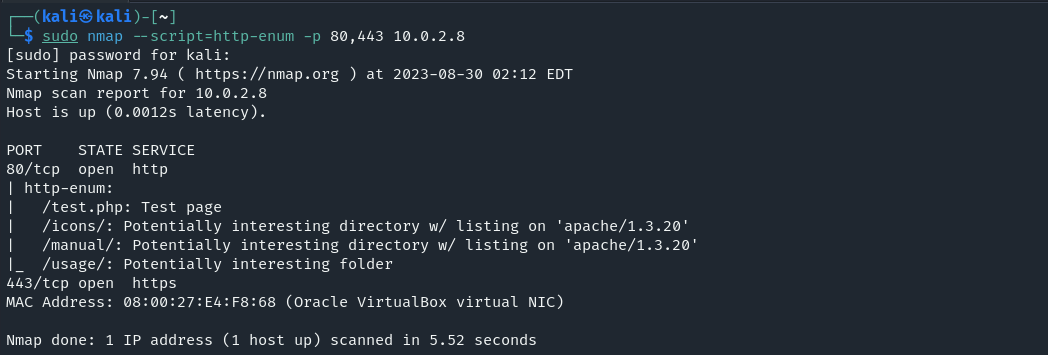 ┌──(kali㉿kali)-[~]
└─$ sudo nmap --script=http-enum -p 80,443 10.0.2.8
[sudo] password for kali:
Starting Nmap 7.94 ( https://nmap.org ) at 2023-08-30 02:12 EDT
Nmap scan report for 10.0.2.8
Host is up (0.0012s latency).

PORT    STATE SERVICE
80/tcp  open  http
| http-enum:
|   /test.php: Test page
|   /icons/: Potentially interesting directory w/ listing on 'apache/1.3.20'
|   /manual/: Potentially interesting directory w/ listing on 'apache/1.3.20'
|_  /usage/: Potentially interesting folder
443/tcp open  https
MAC Address: 08:00:27:E4:F8:68 (Oracle VirtualBox virtual NIC)

Nmap done: 1 IP address (1 host up) scanned in 5.52 seconds